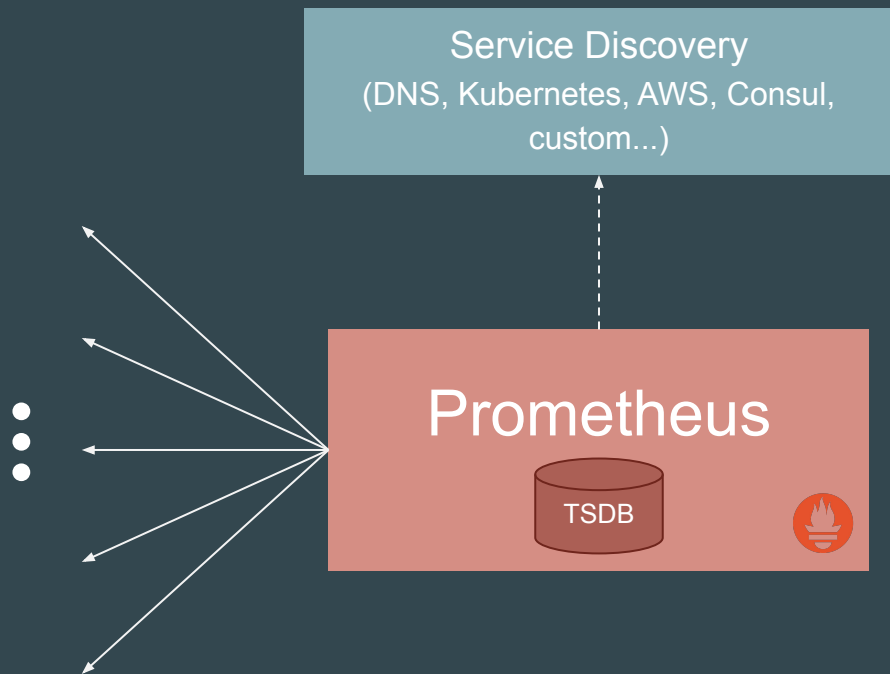 Service Discovery
(DNS, Kubernetes, AWS, Consul,
custom...)
Prometheus
TSDB